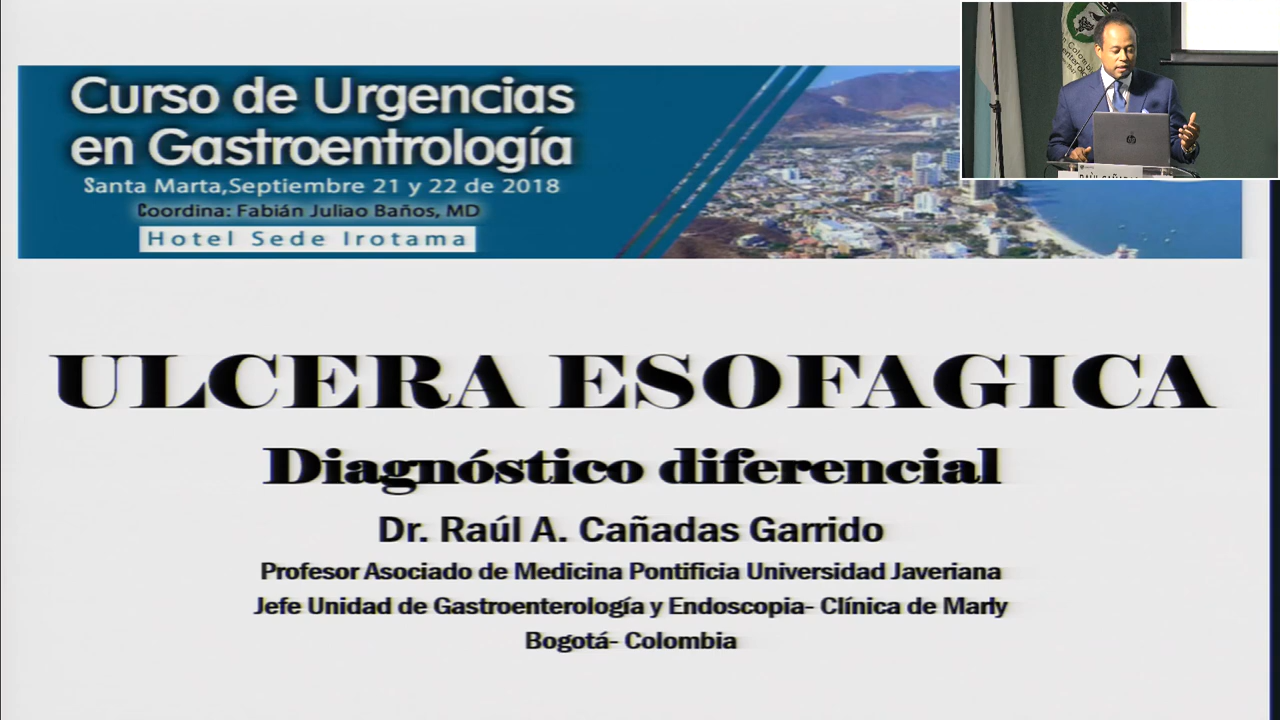 Curso de Urgencias
en Gastroentrología
Santa Marta,Septiembre 21 y 22 de 2018
Coordina: Fabián Juliao Baños, MD
Hotel Sede Irotama
ULCERA ESOFAGICA
Diagnóstico diferencial
Dr. Raúl A. Cañadas Garrido
Profesor Asociado de Medicina Pontificia Universidad Javeriana
Jefe Unidad de Gastroenterología y Endoscopia- Clínica de Marly
Bogotá- Colombia